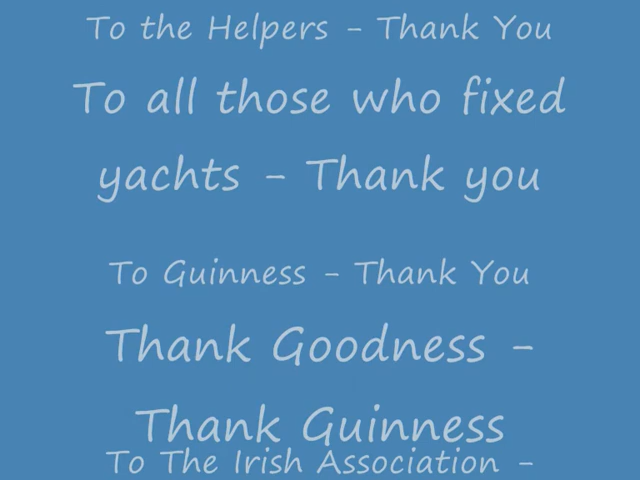 To the Helpers - Thank You
To all those who fixed
yachts - Thank you
To Guinness - Thank You
Thank Goodness -
Thank Guinness
To The Irish Association -